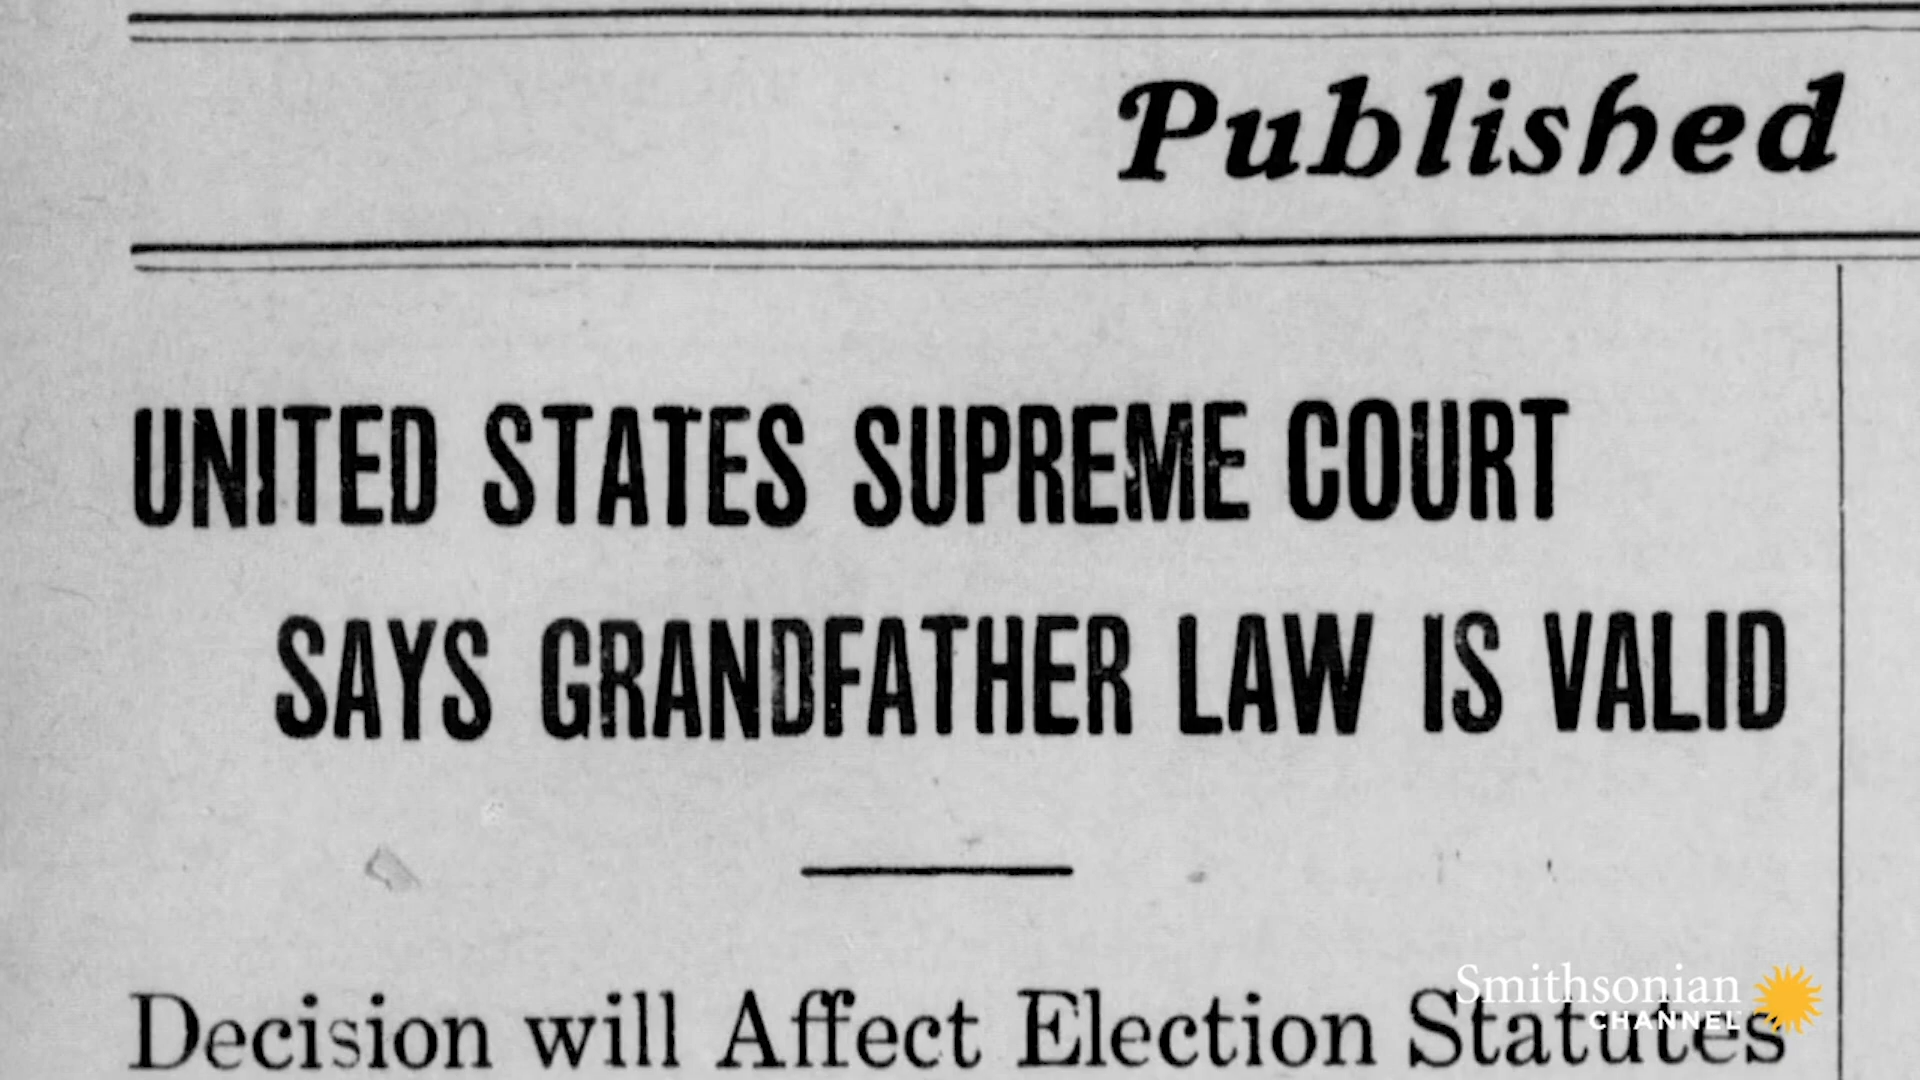 Published
UNITED STATES SUPREME COURT
SAYS GRANDFATHER LAW IS VALID
Decision will Affect Election Statutes
Smithsonian
CHANNEL